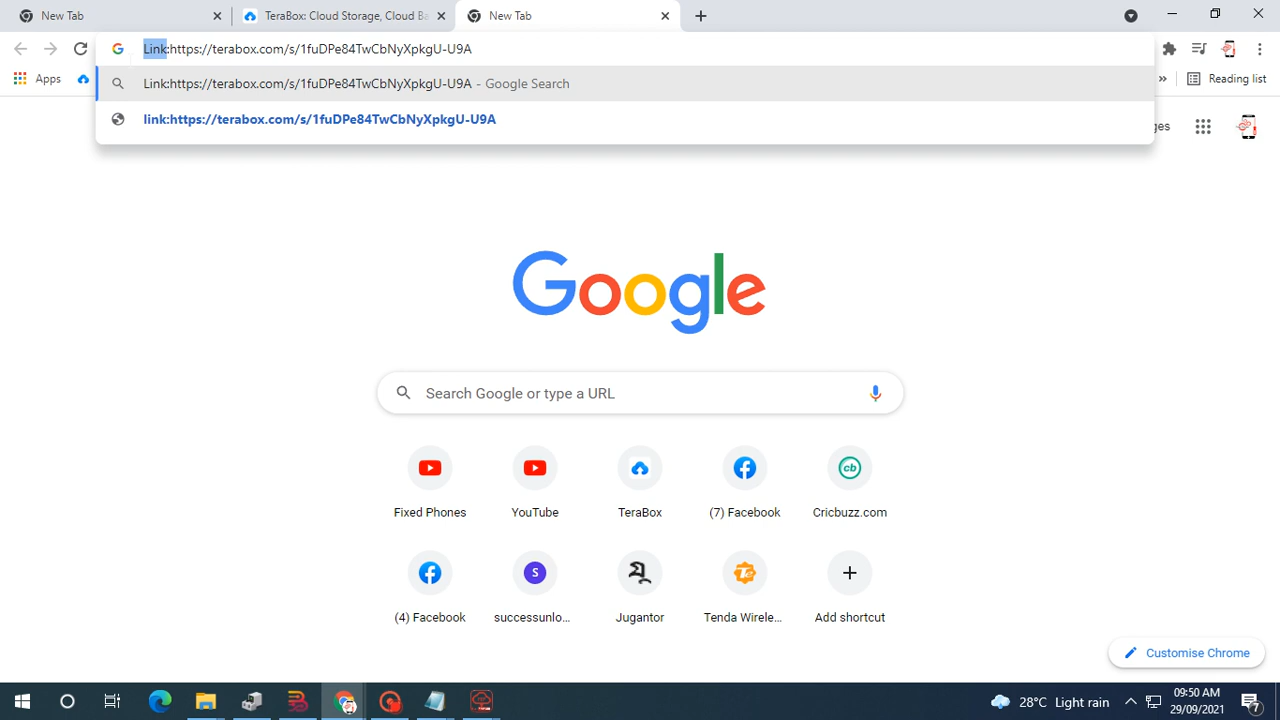 New Tab
TeraBox: Cloud Storage, Cloud Ba
New Tab
Link:https://terabox.com/s/1fuDPe84TwCbNyXpkgU-U9A
Apps
Reading list
Link:https://terabox.com/s/1fuDPe84TwCbNyXpkgU-U9A - Google Search
link:https://terabox.com/s/1fuDPe84TwCbNyXpkgU-U9A
ges
Google
Search Google or type a URL
Fixed Phones
YouTube
TeraBox
(7) Facebook
Cricbuzz.com
(4) Facebook
successunlo...
Jugantor
Tenda Wirele...
Add shortcut
Customise Chrome
28°C Light rain
09:50 AM
29/09/2021
7